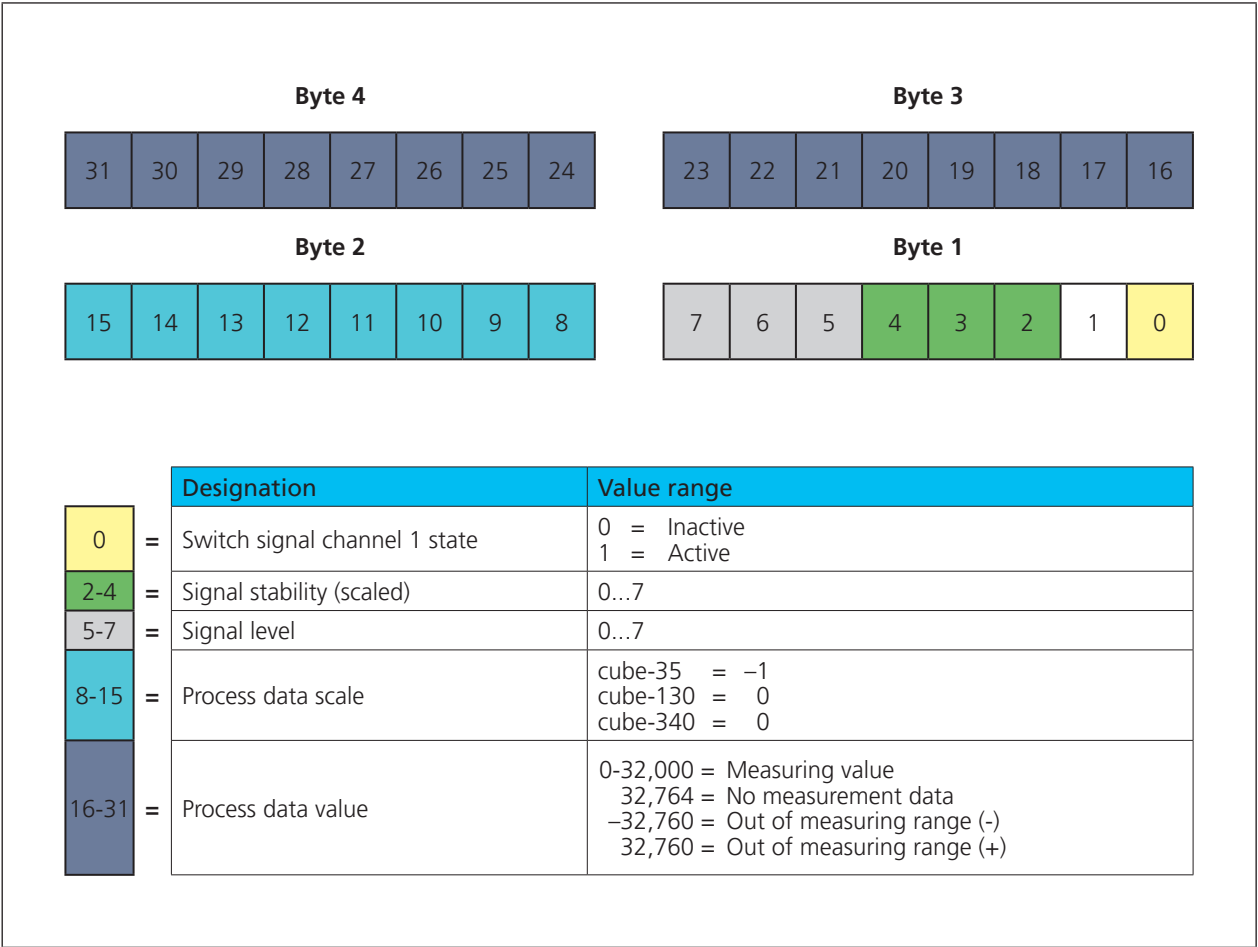 Byte 4 Byte 3
31 30 29 28 27 26 25 24 23 22 21 20 19 18 17 16
Byte 2 Byte 1
15 14 13 12 11 10 9 8 7 6 5 4 3 2 1 0
Designation Value range
0 = Switch signal channel 1 state 0 = Inactive
1 = Active
2-4 = Signal stability (scaled) 0...7
5-7 = Signal level 0...7
8-15 = Process data scale cube-35 = –1
cube-130 = 0
cube-340 = 0
16-31 = Process data value 0-32,000 = Measuring value
32,764 = No measurement data
–32,760 = Out of measuring range (-)
32,760 = Out of measuring range (+)